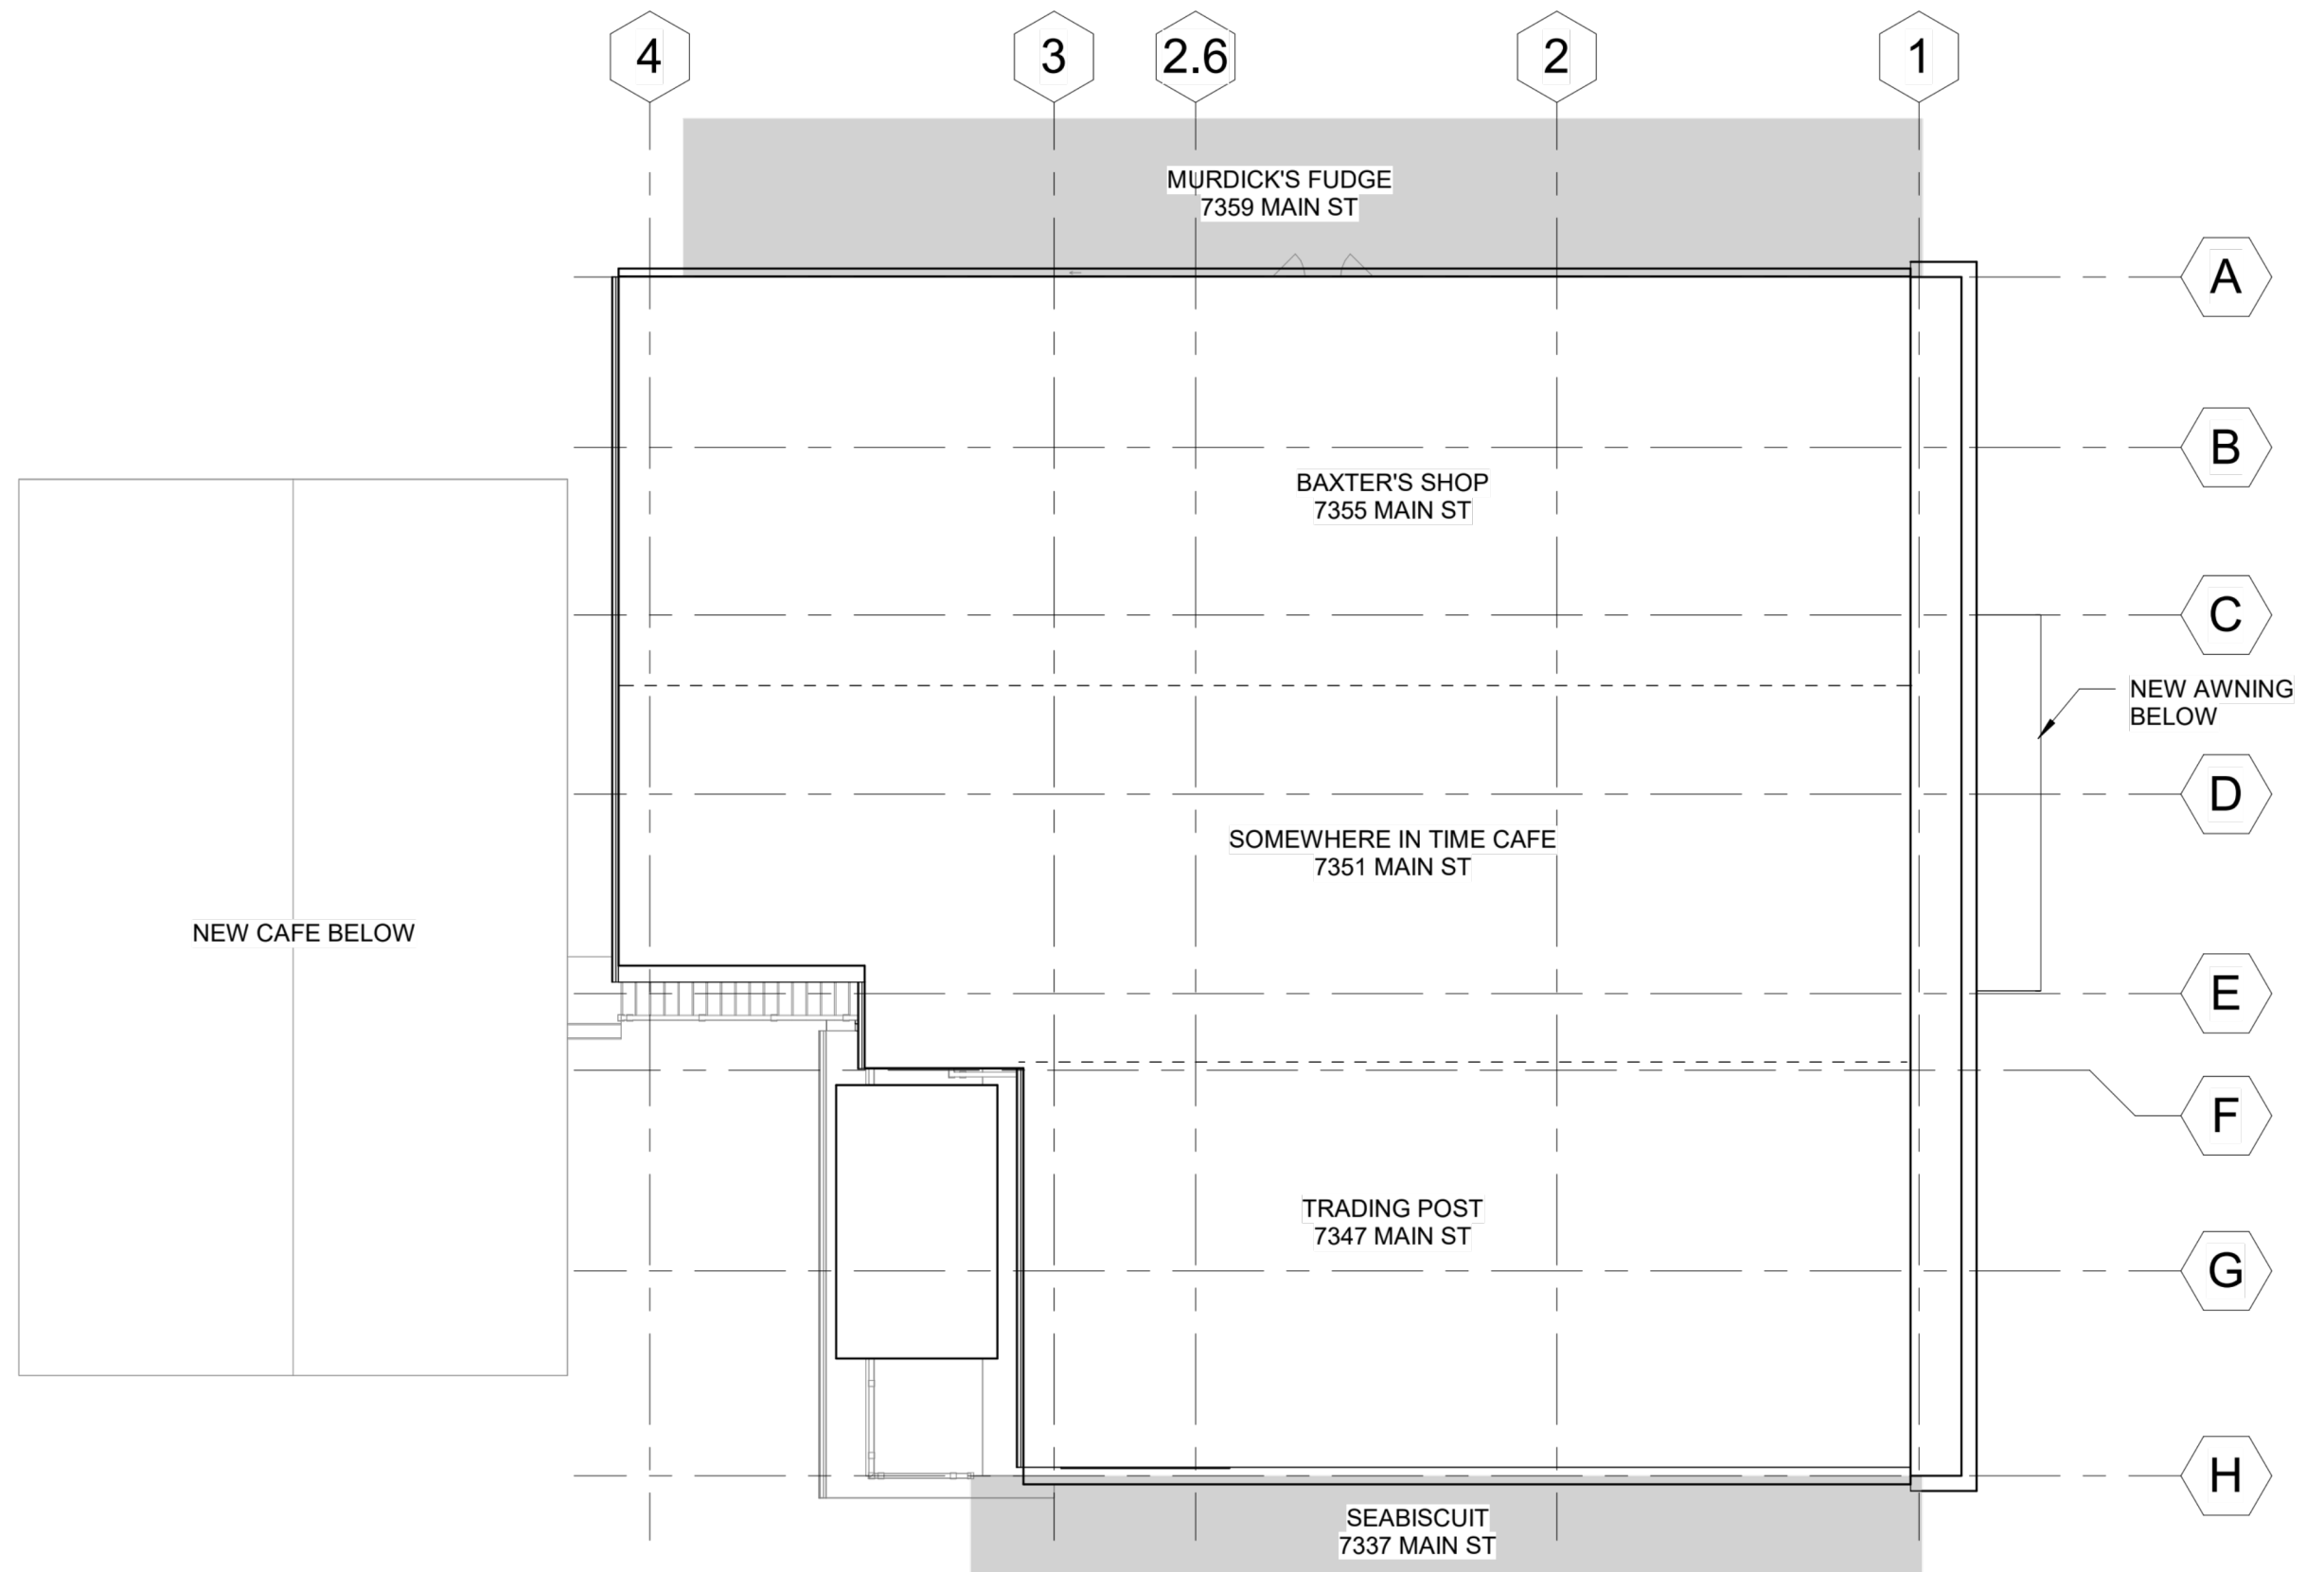 4
3
2.6
2
1
MURDICK'S FUDGE
7359 MAIN ST
A
B
BAXTER'S SHOP
7355 MAIN ST
C
NEW AWNING
BELOW
D
SOMEWHERE IN TIME CAFE
7351 MAIN ST
NEW CAFE BELOW
E
F
TRADING POST
7347 MAIN ST
G
H
SEABISCUIT
7337 MAIN ST